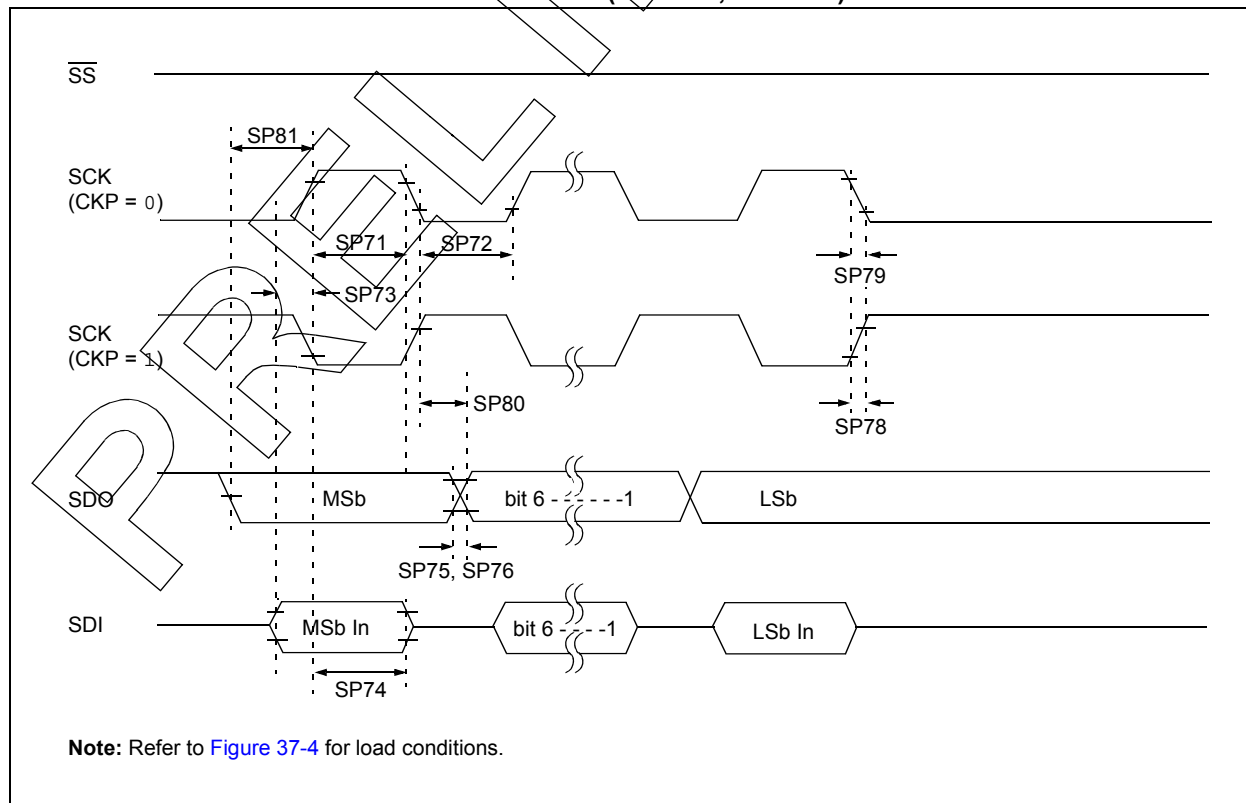 SS
SP81
SCK
(CKP = 0)
SP71
SP72
SP79
SP73
SCK
(CKP = 1)
SP80
SP78
SDO
MSb
bit 6 - - - - - - -1
LSb
SP75, SP76
SDI
MSb In
bit 6 - - - - -1
LSb In
SP74
Note: Refer to Figure 37-4 for load conditions.
PREL